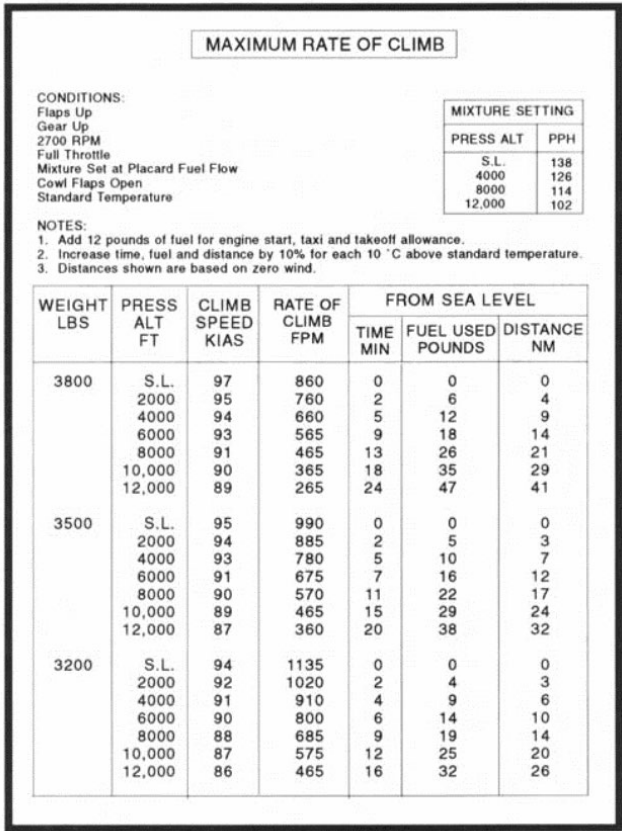 MAXIMUM RATE OF CLIMB
CONDITIONS:
Flaps Up
Gear Up
2700 RPM
Full Throttle
Mixture Set at Placard Fuel Flow
Cowl Flaps Open
Standard Temperature
MIXTURE SETTING
PRESS ALT PPH
S.L. 138
4000 126
8000 114
12,000 102
NOTES:
1. Add 12 pounds of fuel for engine start, taxi and takeoff allowance.
2. Increase time, fuel and distance by 10% for each 10 °C above standard temperature.
3. Distances shown are based on zero wind.
WEIGHT LBS PRESS ALT FT CLIMB SPEED KIAS RATE OF CLIMB FPM FROM SEA LEVEL
TIME MIN FUEL USED POUNDS DISTANCE NM
3800 S.L. 97 860 0 0 0
2000 95 760 2 6 4
4000 94 660 5 12 9
6000 93 565 9 18 14
8000 91 465 13 26 21
10,000 90 365 18 35 29
12,000 89 265 24 47 41
3500 S.L. 95 990 0 0 0
2000 94 885 2 5 3
4000 93 780 5 10 7
6000 91 675 7 16 12
8000 90 570 11 22 17
10,000 89 465 15 29 24
12,000 87 360 20 38 32
3200 S.L. 94 1135 0 0 0
2000 92 1020 2 4 3
4000 91 910 4 9 6
6000 90 800 6 14 10
8000 88 685 9 19 14
10,000 87 575 12 25 20
12,000 86 465 16 32 26